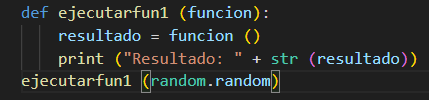 def ejecutarfun1 (funcion):
    resultado = funcion ()
    print ("Resultado: " + str (resultado))
ejecutarfun1 (random.random)